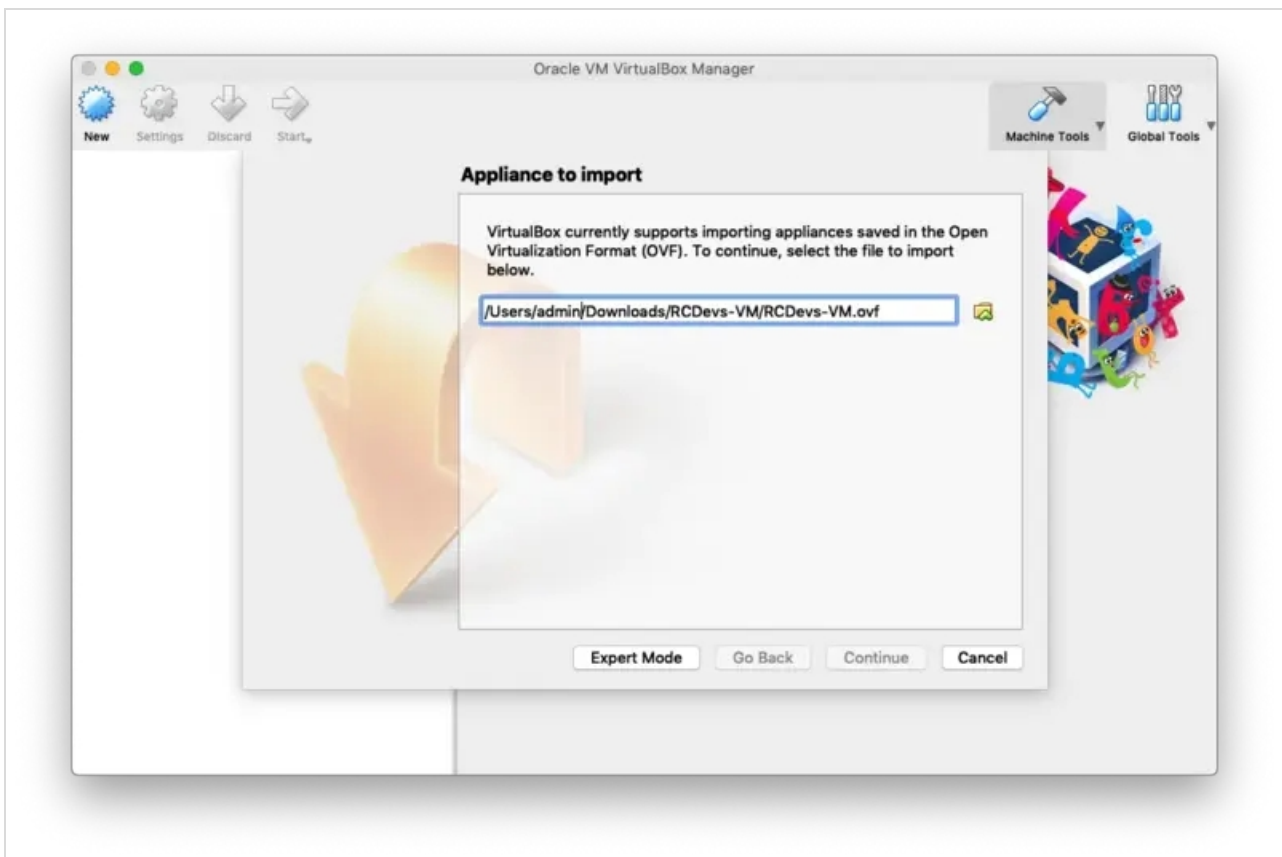 Oracle VM VirtualBox Manager
New
Settings
Discard
Start
Machine Tools
Global Tools
Appliance to import
VirtualBox currently supports importing appliances saved in the Open
Virtualization Format (OVF). To continue, select the file to import
below.
/Users/admin/Downloads/RCDevs-VM/RCDevs-VM.ovf
Expert Mode
Go Back
Continue
Cancel